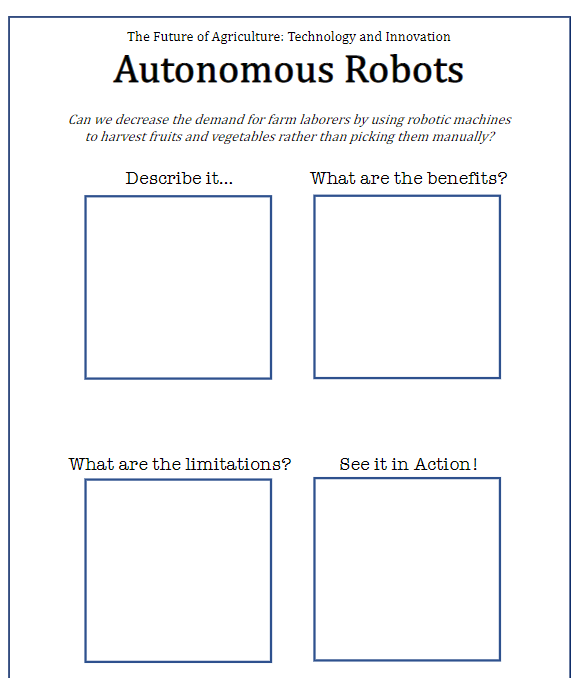 The Future of Agriculture: Technology and Innovation
Autonomous Robots
Can we decrease the demand for farm laborers by using robotic machines
to harvest fruits and vegetables rather than picking them manually?
Describe it...
What are the benefits?
What are the limitations?
See it in Action!